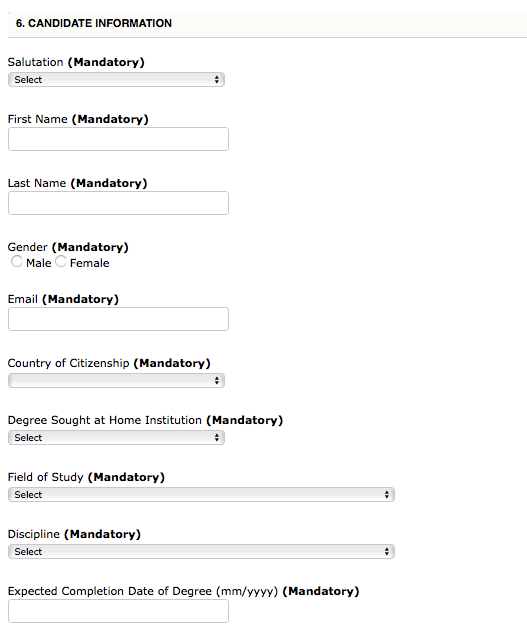 6. CANDIDATE INFORMATION
Salutation (Mandatory)
Select
First Name (Mandatory)
Last Name (Mandatory)
Gender (Mandatory)
Male Female
Email (Mandatory)
Country of Citizenship (Mandatory)
Degree Sought at Home Institution (Mandatory)
Select
Field of Study (Mandatory)
Select
Discipline (Mandatory)
Select
Expected Completion Date of Degree (mm/yyyy) (Mandatory)